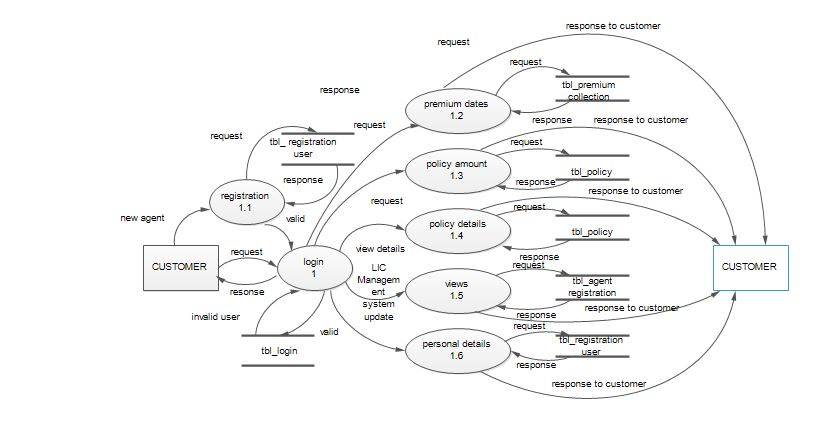 response to customer
request
request
response
tbl_premium
collection
premium dates
1.2
request
response
response to customer
request
tbl_ registration
user
request
policy amount
1.3
tbl_policy
response
response
registration
1.1
response to customer
request
request
new agent
valid
policy details
1.4
tbl_policy
view details
response
request
CUSTOMER
request
login
1
LIC
Managem
ent
system
update
views
1.5
tbl_agent
registration
CUSTOMER
resonse
response to customer
response
invalid user
valid
request
personal details
1.6
tbl_registration
user
tbl_login
response
response to customer